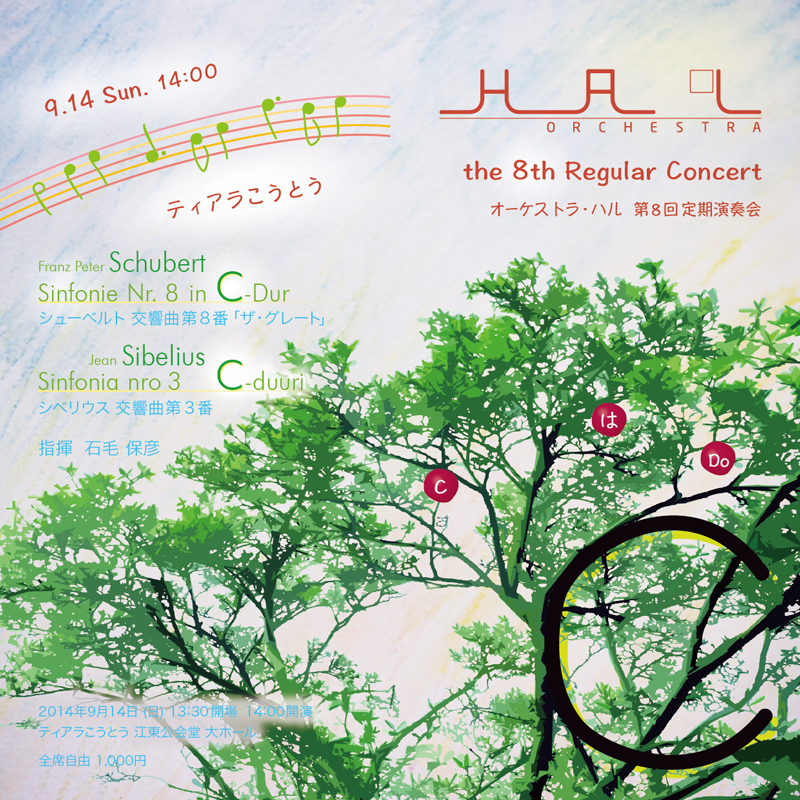 9.14 Sun. 14:00
ティアラこうとう
HAL
ORCHESTRA
the 8th Regular Concert
オーケストラ・ハル 第8回定期演奏会
Franz Peter Schubert
Sinfonie Nr. 8 in C-Dur
シューベルト 交響曲第8番「ザ・グレート」
Jean Sibelius
Sinfonia nro 3 C-duuri
シベリウス 交響曲第3番
指揮 石毛 保彦
は
Do
C
C
2014年9月14日(日) 13:30開場 14:00開演
ティアラこうとう 江東公会堂 大ホール
全席自由 1,000円